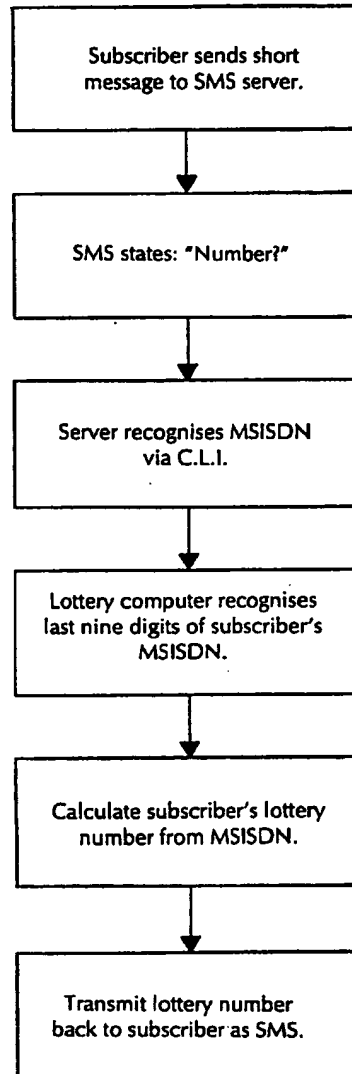 Subscriber sends short
message to SMS server.
SMS states: "Number?"
Server recognises MSISDN
via C.L.I.
Lottery computer recognises
last nine digits of subscriber's
MSISDN.
Calculate subscriber's lottery
number from MSISDN.
Transmit lottery number
back to subscriber as SMS.